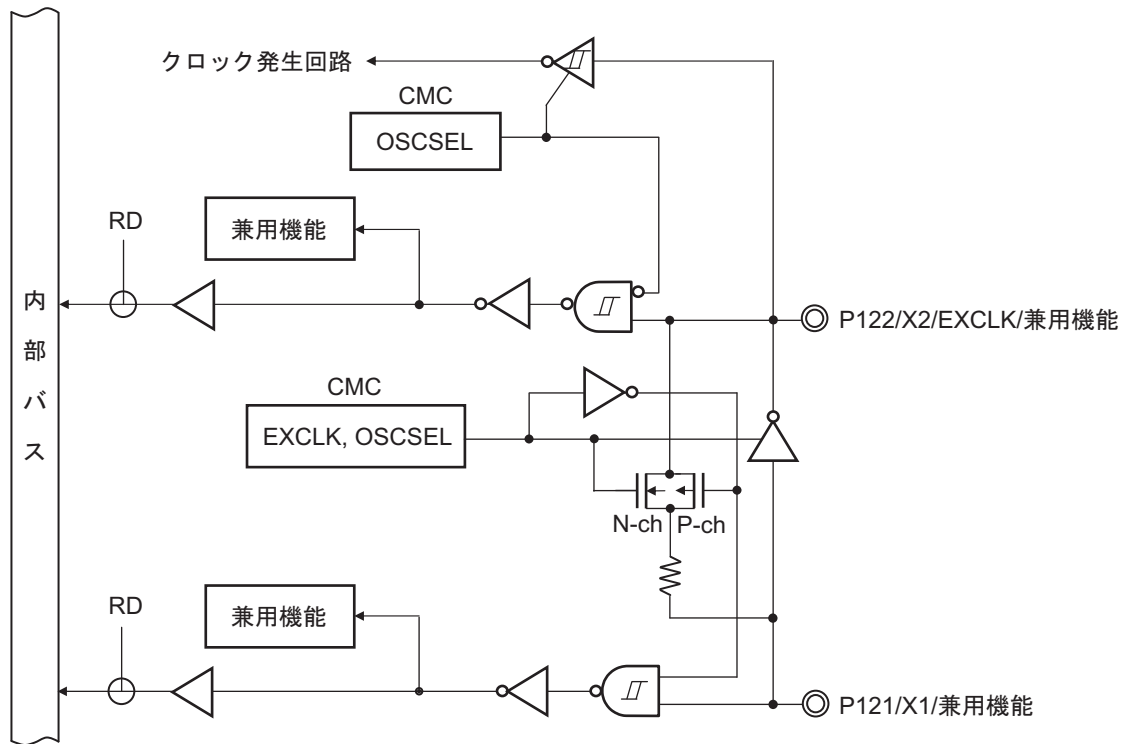 クロック発生回路
CMC
OSCSEL
RD
兼用機能
内部バス
P122/X2/EXCLK/兼用機能
CMC
EXCLK, OSCSEL
N-ch
P-ch
RD
兼用機能
P121/X1/兼用機能